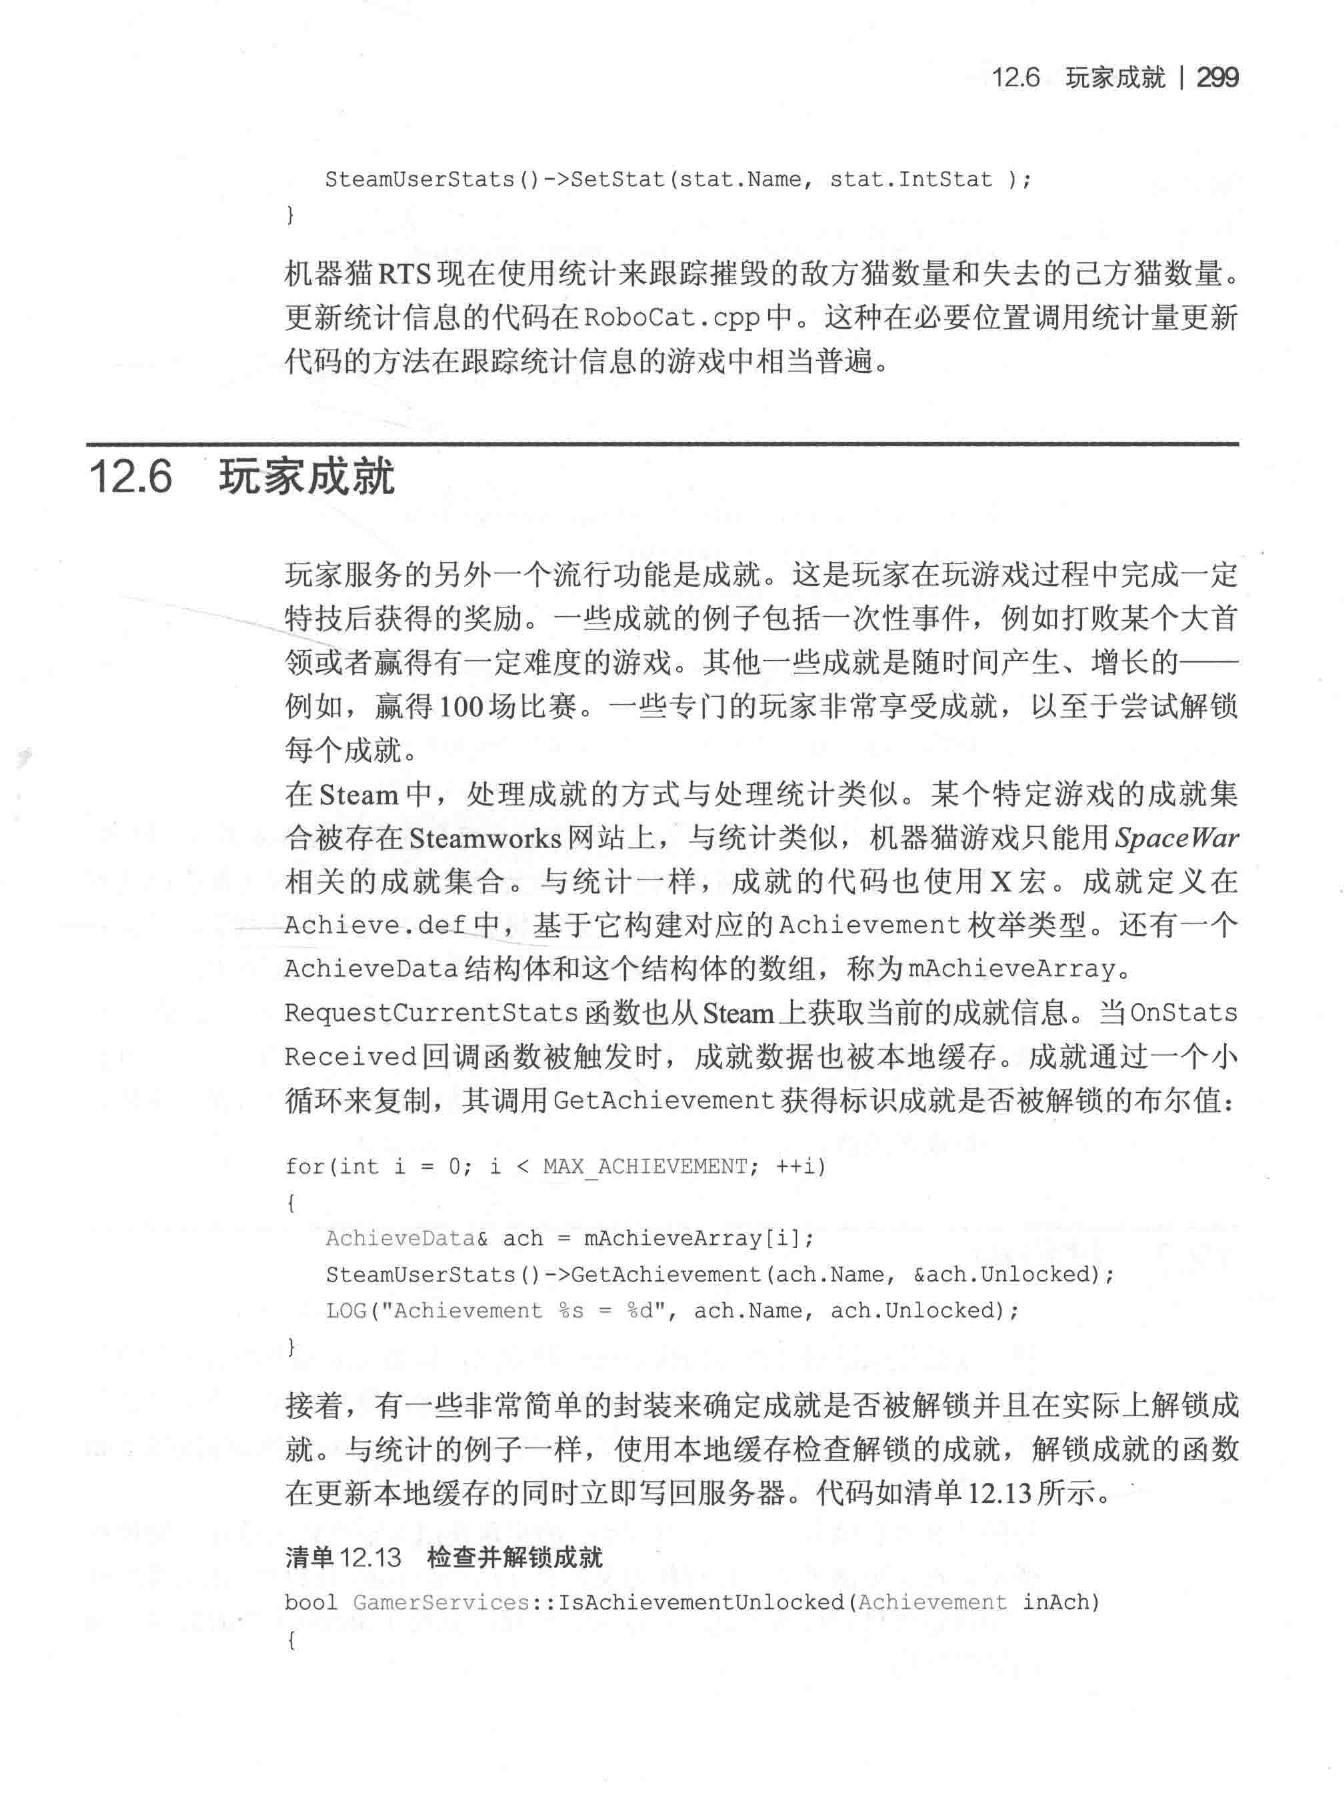 12.6 玩家成就 | 299
SteamUserStats()->SetStat(stat.Name, stat.IntStat );
}
机器猫RTS现在使用统计来跟踪摧毁的敌方猫数量和失去的己方猫数量。
更新统计信息的代码在RoboCat.cpp中。这种在必要位置调用统计量更新
代码的方法在跟踪统计信息的游戏中相当普遍。
12.6 玩家成就
玩家服务的另外一个流行功能是成就。这是玩家在玩游戏过程中完成一定
特技后获得的奖励。一些成就的例子包括一次性事件，例如打败某个大首
领或者赢得有一定难度的游戏。其他一些成就是随时间产生、增长的——
例如，赢得100场比赛。一些专门的玩家非常享受成就，以至于尝试解锁
每个成就。
在Steam中，处理成就的方式与处理统计类似。某个特定游戏的成就集
合被存在Steamworks网站上，与统计类似，机器猫游戏只能用SpaceWar
相关的成就集合。与统计一样，成就的代码也使用X宏。成就定义在
Achieve.def中，基于它构建对应的Achievement枚举类型。还有一个
AchieveData结构体和这个结构体的数组，称为mAchieveArray。
RequestCurrentStats函数也从Steam上获取当前的成就信息。当OnStats
Received回调函数被触发时，成就数据也被本地缓存。成就通过一个小
循环来复制，其调用GetAchievement获得标识成就是否被解锁的布尔值：
for(int i = 0; i < MAX_ACHIEVEMENT; ++i)
{
AchieveData& ach = mAchieveArray[i];
SteamUserStats()->GetAchievement(ach.Name, &ach.Unlocked);
LOG("Achievement %s = %d", ach.Name, ach.Unlocked);
}
接着，有一些非常简单的封装来确定成就是否被解锁并且在实际上解锁成
就。与统计的例子一样，使用本地缓存检查解锁的成就，解锁成就的函数
在更新本地缓存的同时立即写回服务器。代码如清单12.13所示。
清单12.13 检查并解锁成就
bool GamerServices::IsAchievementUnlocked(Achievement inAch)
{